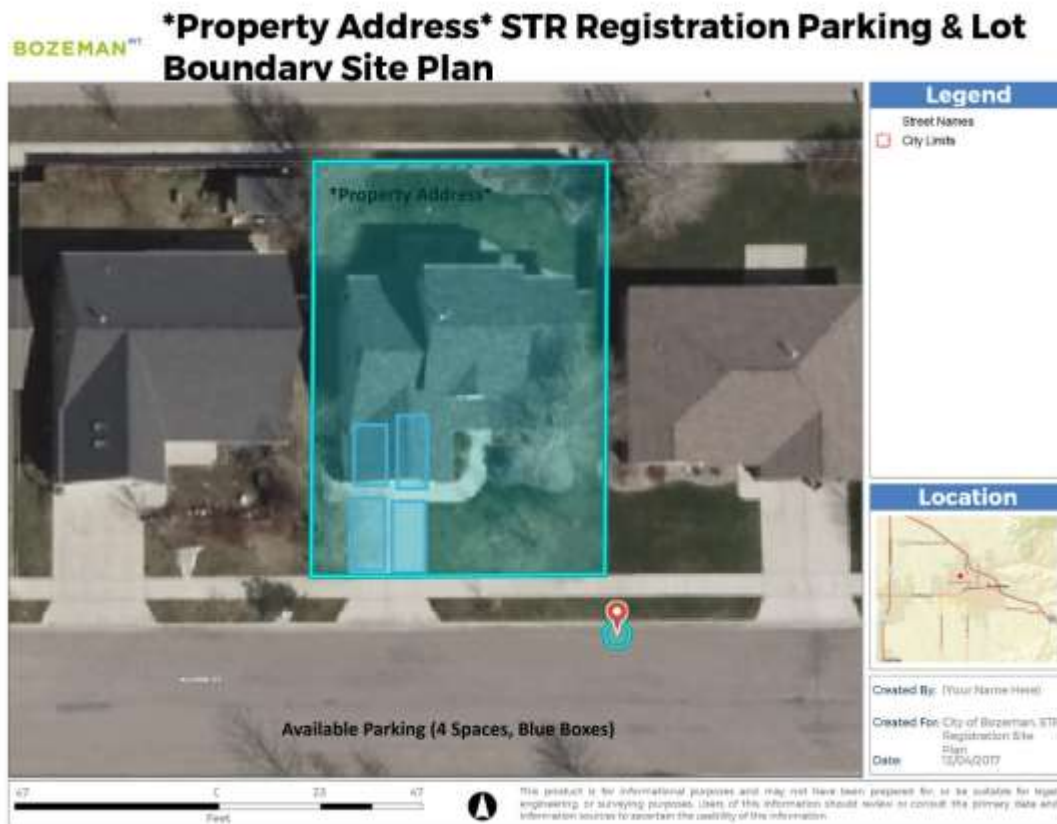 BOZEMAN MT
*Property Address* STR Registration Parking & Lot
Boundary Site Plan
Legend
Street Names
City Limits
*Property Address*
Location
Available Parking (4 Spaces, Blue Boxes)
Created By: (Your Name Here)
Created For: City of Bozeman, STR
Registration Site
Plan
Date: 12/04/2017
47 0 23 47
Feet
This product is for informational purposes and may not have been prepared for, or be suitable for legal,
engineering, or surveying purposes. Users of this information should review or consult the primary data and
information sources to ascertain the usability of this information.